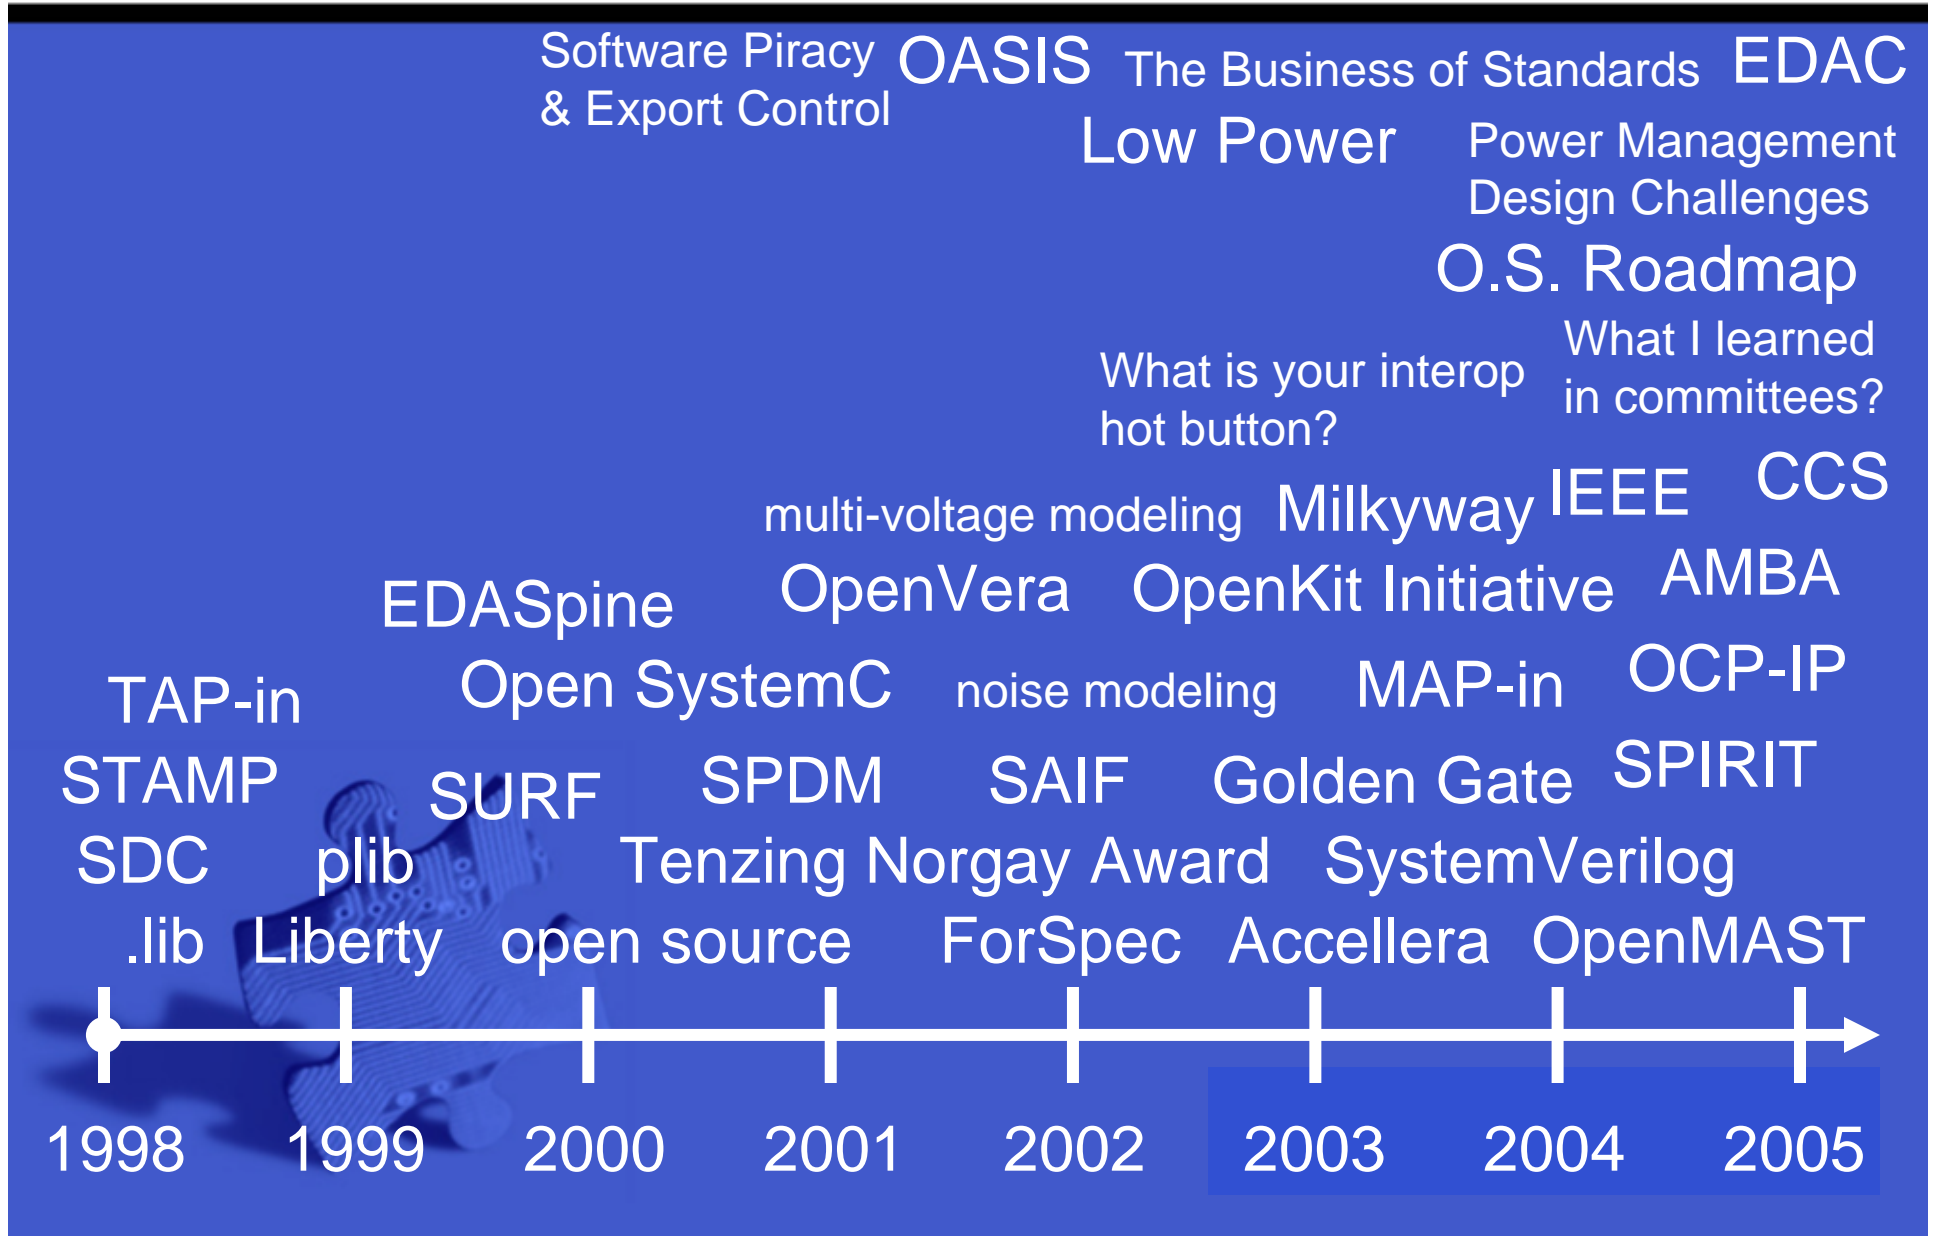 Software Piracy
& Export Control
OASIS
The Business of Standards
EDAC
Low Power
Power Management
Design Challenges
O.S. Roadmap
What I learned
in committees?
What is your interop
hot button?
CCS
IEEE
Milkyway
multi-voltage modeling
AMBA
OpenKit Initiative
OpenVera
EDASpine
OCP-IP
MAP-in
noise modeling
Open SystemC
TAP-in
STAMP
SURF
SPDM
SAIF
Golden Gate
SPIRIT
SDC
plib
Tenzing Norgay Award
SystemVerilog
.lib
Liberty
open source
ForSpec
Accellera
OpenMAST
1998
1999
2000
2001
2002
2003
2004
2005